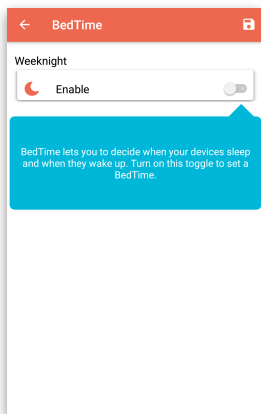 BedTime
Weeknight
Enable
BedTime lets you to decide when your devices sleep
and when they wake up. Turn on this toggle to set a
BedTime.